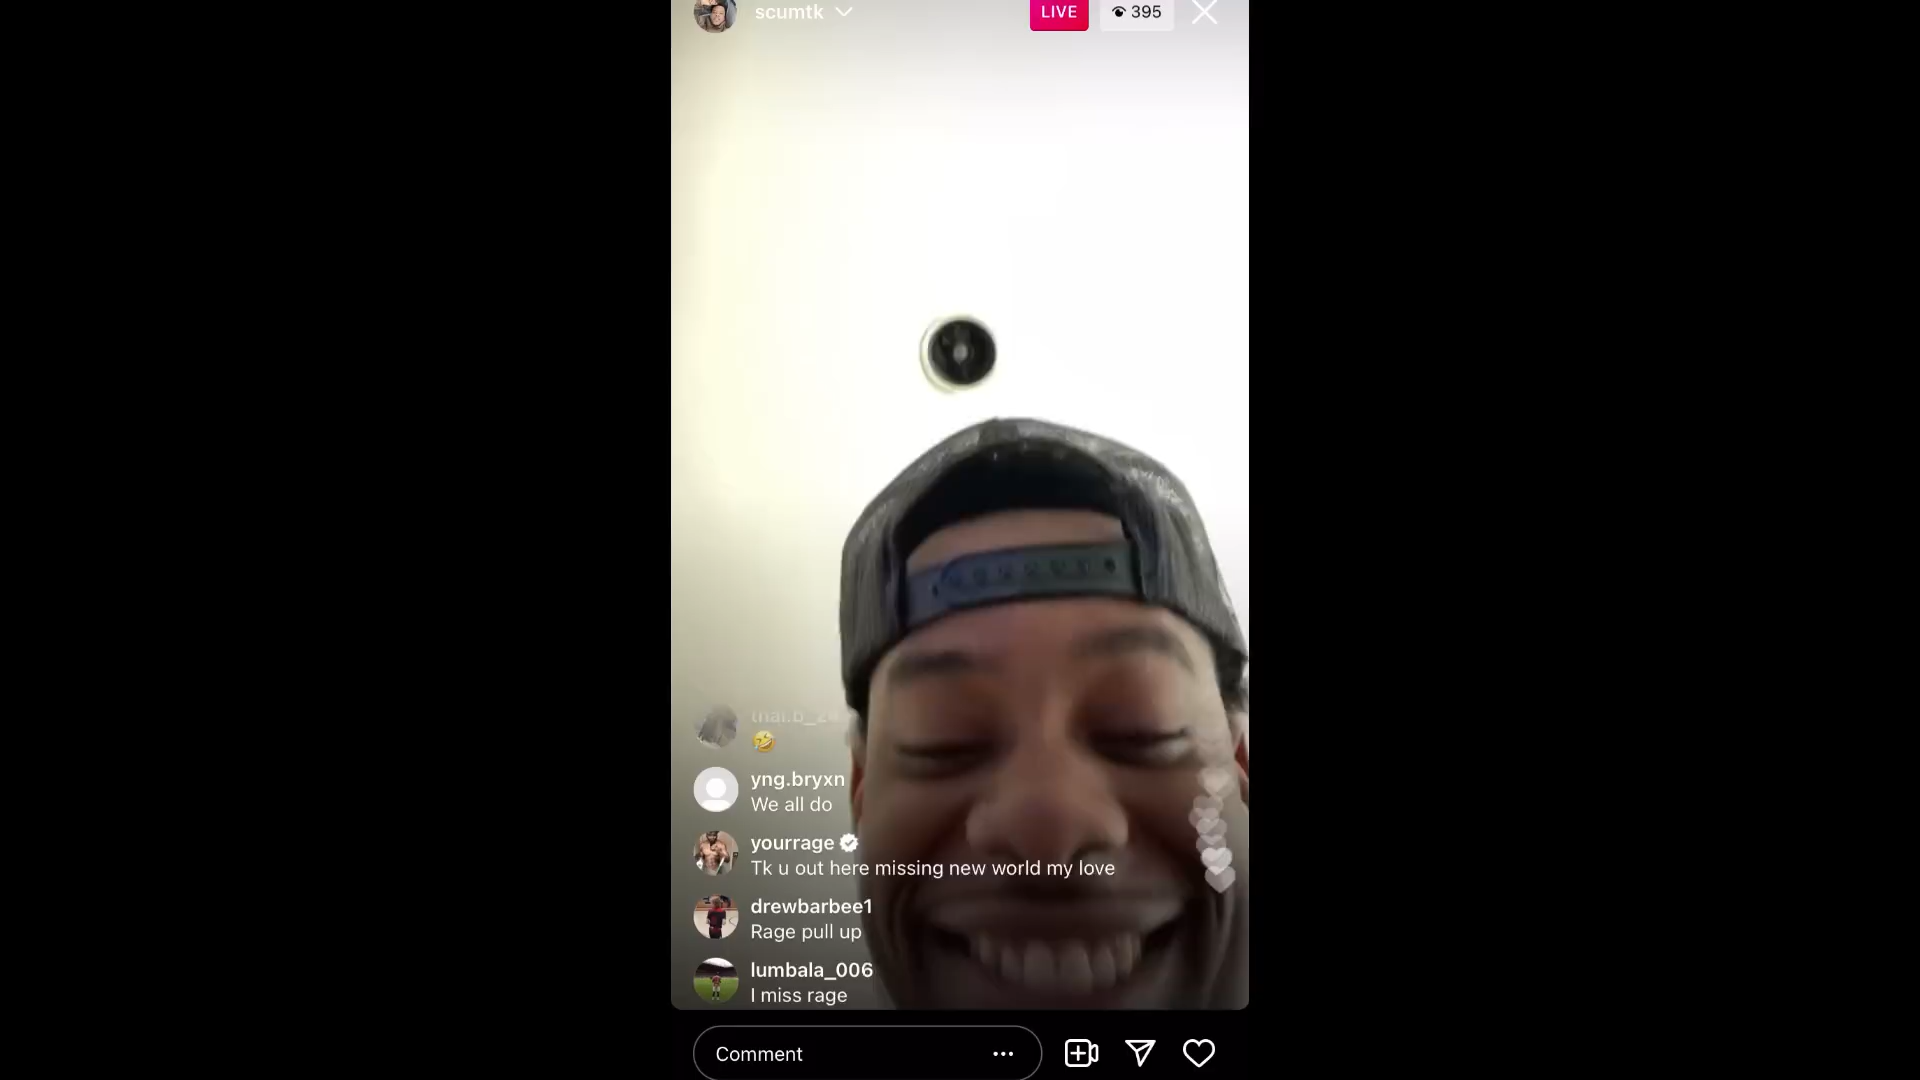 scumtk
LIVE
395
🤣
yng.bryxn
We all do
yourrage
Tk u out here missing new world my love
drewbarbee1
Rage pull up
lumbala_006
I miss rage
Comment